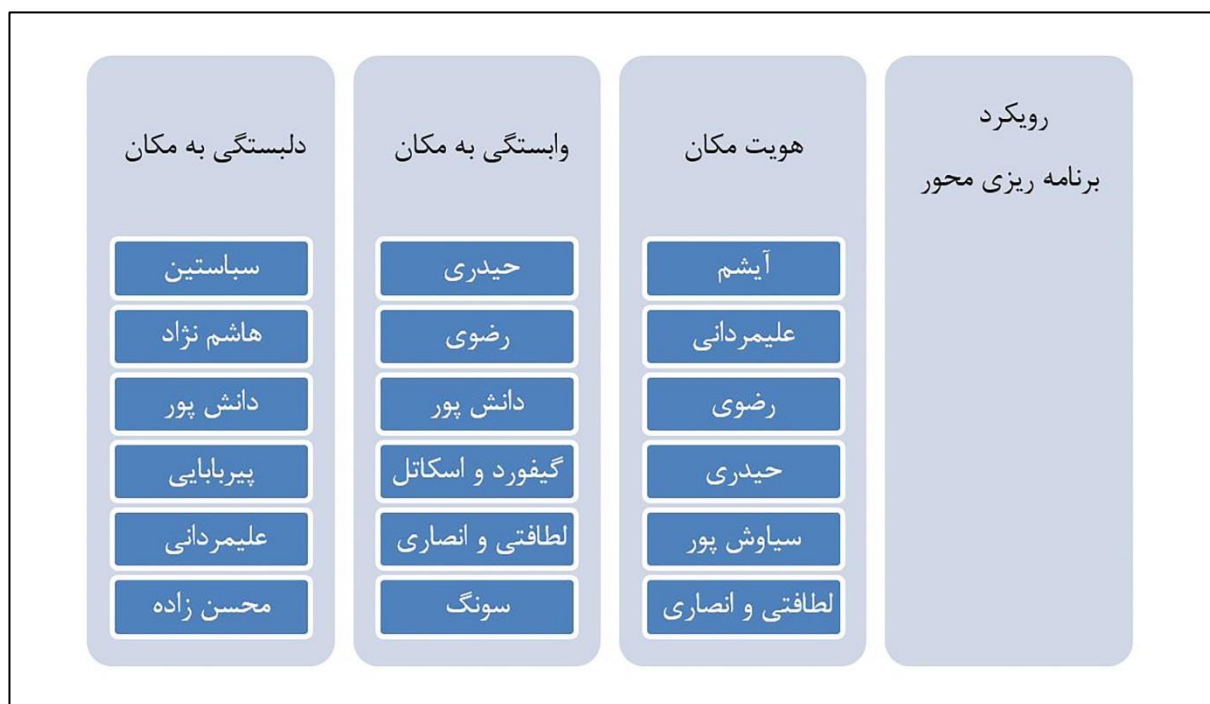 رویکرد
برنامه ریزی محور
هویت مکان
آیشم
علیمردانی
رضوی
حیدری
سیاوش پور
لطافتی و انصاری
وابستگی به مکان
حیدری
رضوی
دانش پور
گیفورد و اسکاتل
لطافتی و انصاری
سونگ
دلبستگی به مکان
سباستین
هاشم نژاد
دانش پور
پیربابایی
علیمردانی
محسن زاده